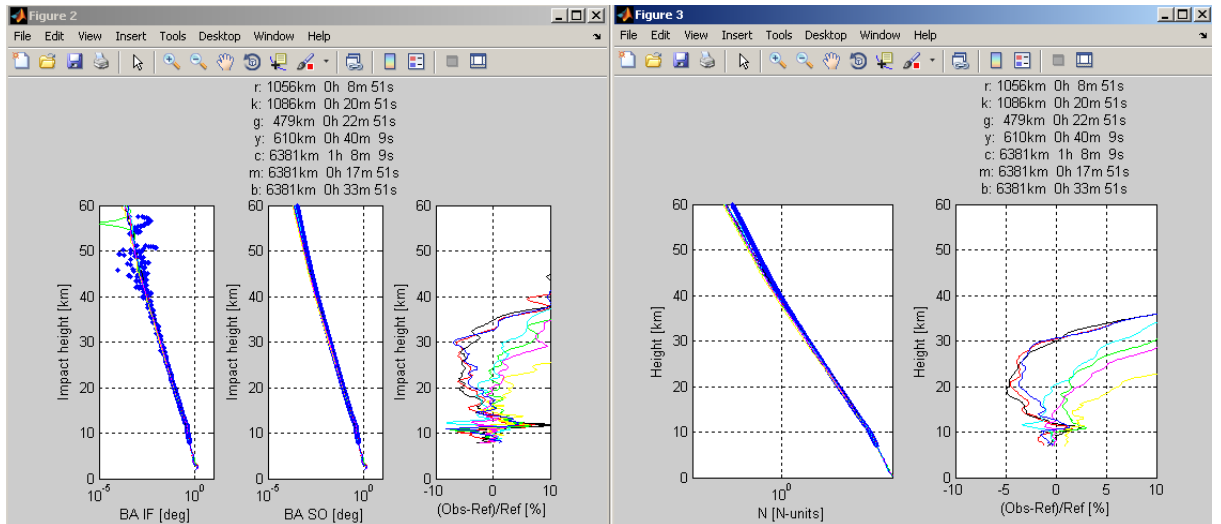 Figure 2
File Edit View Insert Tools Desktop Window Help
r: 1056km 0h 8m 51s
k: 1086km 0h 20m 51s
g: 479km 0h 22m 51s
y: 610km 0h 40m 9s
c: 6381km 1h 8m 9s
m: 6381km 0h 17m 51s
b: 6381km 0h 33m 51s
60
50
40
30
20
10
0
Impact height [km]
10^-5 10^0
BA IF [deg]
60
50
40
30
20
10
0
Impact height [km]
10^0
BA SO [deg]
60
50
40
30
20
10
0
Impact height [km]
-10 0 10
(Obs-Ref)/Ref [%]
Figure 3
File Edit View Insert Tools Desktop Window Help
r: 1056km 0h 8m 51s
k: 1086km 0h 20m 51s
g: 479km 0h 22m 51s
y: 610km 0h 40m 9s
c: 6381km 1h 8m 9s
m: 6381km 0h 17m 51s
b: 6381km 0h 33m 51s
60
50
40
30
20
10
0
Height [km]
10^0
N [N-units]
60
50
40
30
20
10
0
Height [km]
-10 -5 0 5 10
(Obs-Ref)/Ref [%]